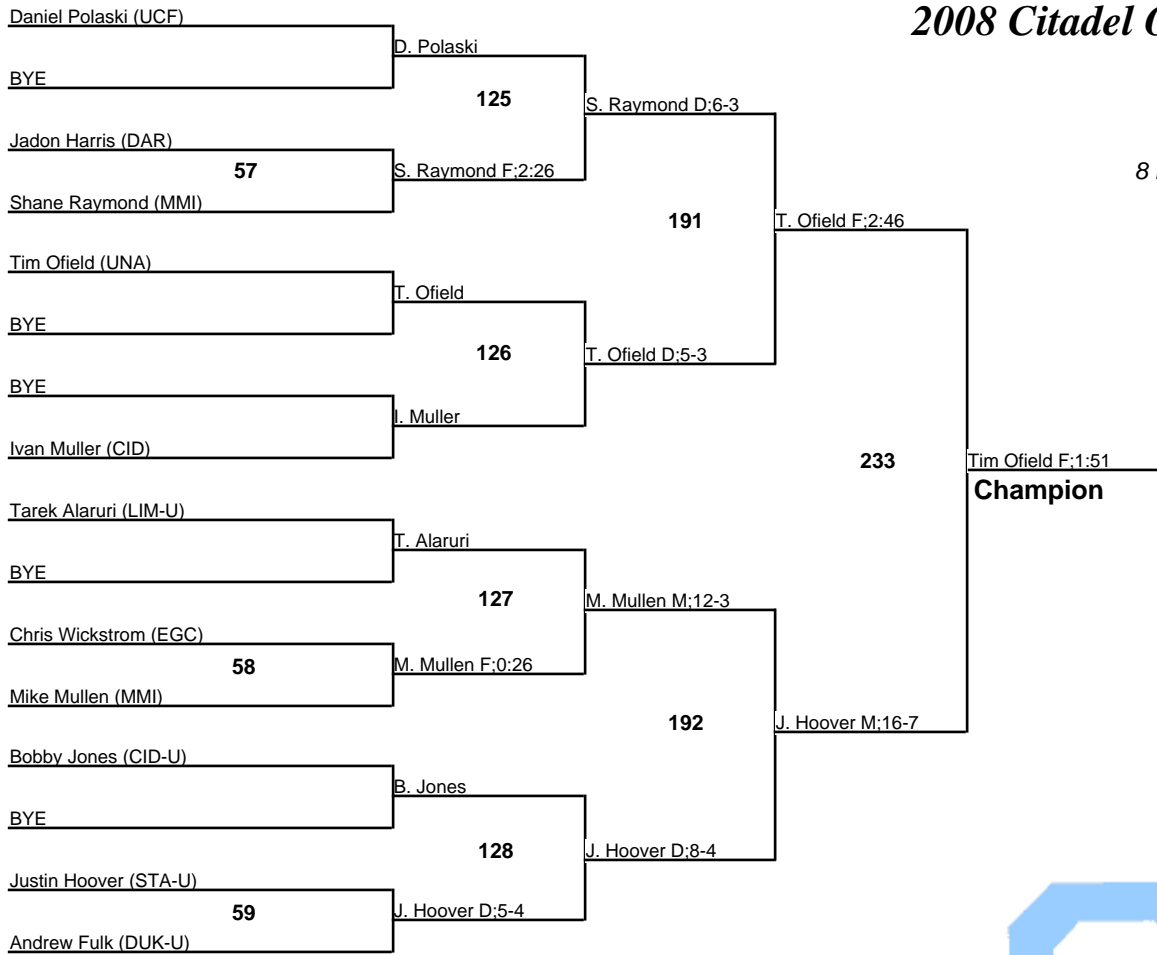 2008 Citadel O
8
Daniel Polaski (UCF)
BYE
Jadon Harris (DAR)
57
Shane Raymond (MMI)
Tim Ofield (UNA)
BYE
BYE
Ivan Muller (CID)
Tarek Alaruri (LIM-U)
BYE
Chris Wickstrom (EGC)
58
Mike Mullen (MMI)
Bobby Jones (CID-U)
BYE
Justin Hoover (STA-U)
59
Andrew Fulk (DUK-U)
D. Polaski
125
S. Raymond F;2:26
T. Ofield
126
I. Muller
T. Alaruri
127
M. Mullen F;0:26
B. Jones
128
J. Hoover D;5-4
S. Raymond D;6-3
191
T. Ofield D;5-3
M. Mullen M;12-3
192
J. Hoover D;8-4
T. Ofield F;2:46
233
J. Hoover M;16-7
Tim Ofield F;1:51
Champion